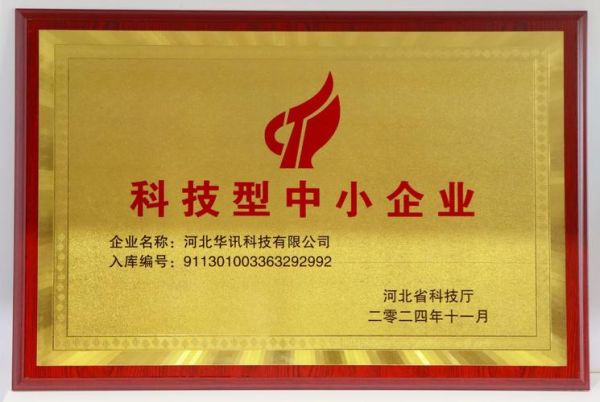 科技型中小企业
企业名称：河北华讯科技有限公司
入库编号：911301003363292992
河北省科技厅
二零二四年十一月